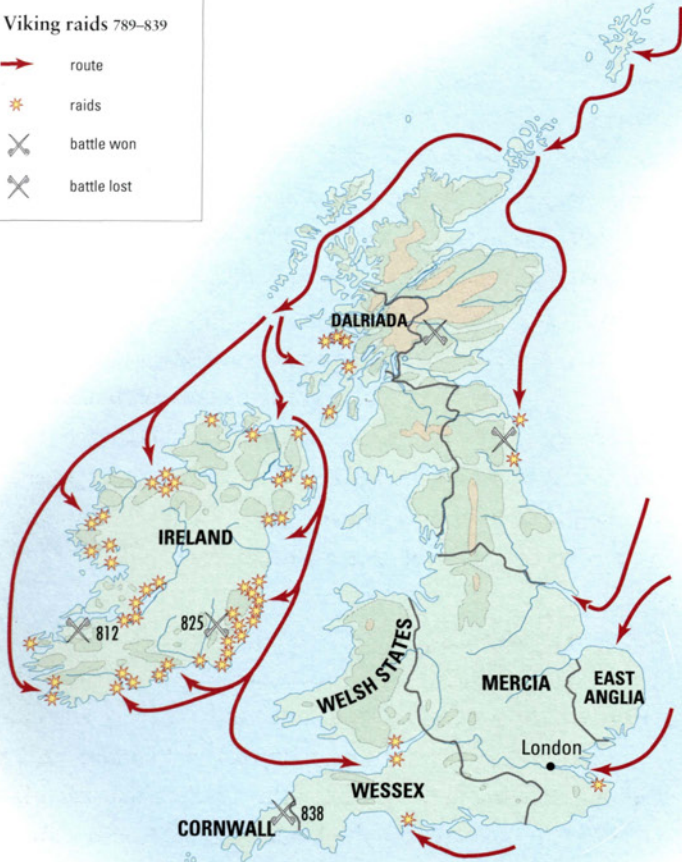 Viking raids 789–839
route
raids
battle won
battle lost
DALRIADA
IRELAND
812
825
WELSH STATES
MERCIA
EAST
ANGLIA
London
WESSEX
838
CORNWALL